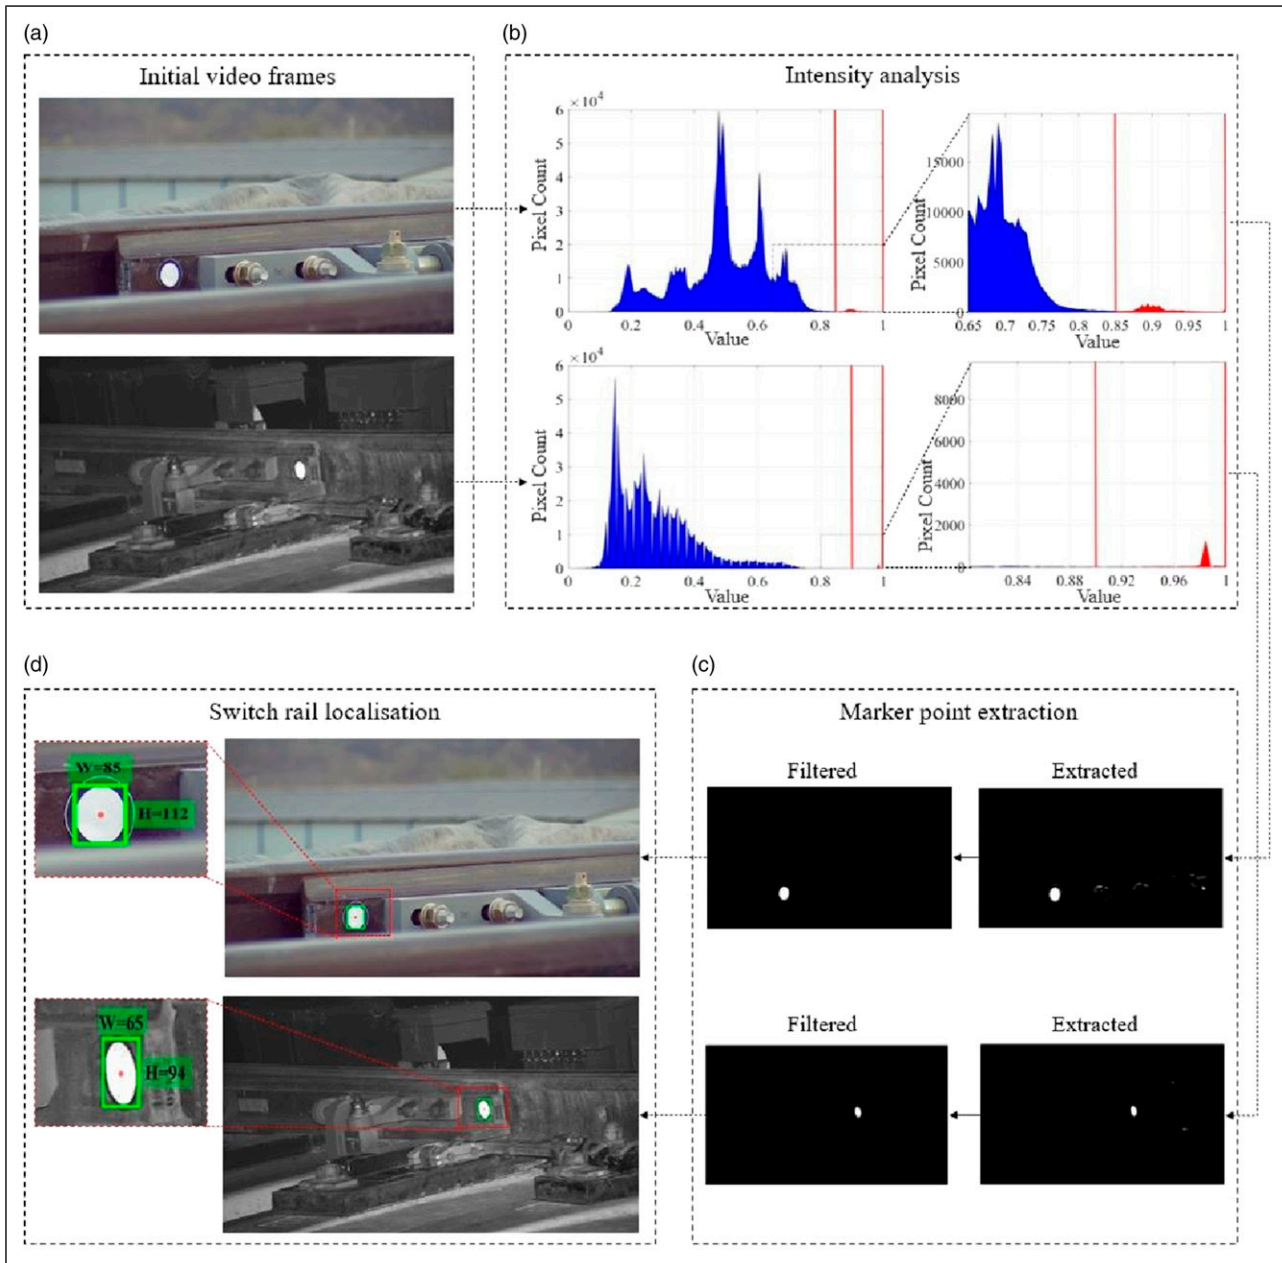 (a)
Initial video frames
(b)
Intensity analysis
×10⁴
6
5
4
3
2
1
0
Pixel Count
0 0.2 0.4 0.6 0.8 1
Value
15000
10000
5000
0
Pixel Count
0.65 0.7 0.75 0.8 0.85 0.9 0.95 1
Value
×10⁴
6
5
4
3
2
1
0
Pixel Count
0 0.2 0.4 0.6 0.8 1
Value
8000
6000
4000
2000
0
Pixel Count
0.84 0.88 0.92 0.96 1
Value
(d)
Switch rail localisation
W=85
H=112
W=65
H=94
(c)
Marker point extraction
Filtered Extracted
Filtered Extracted